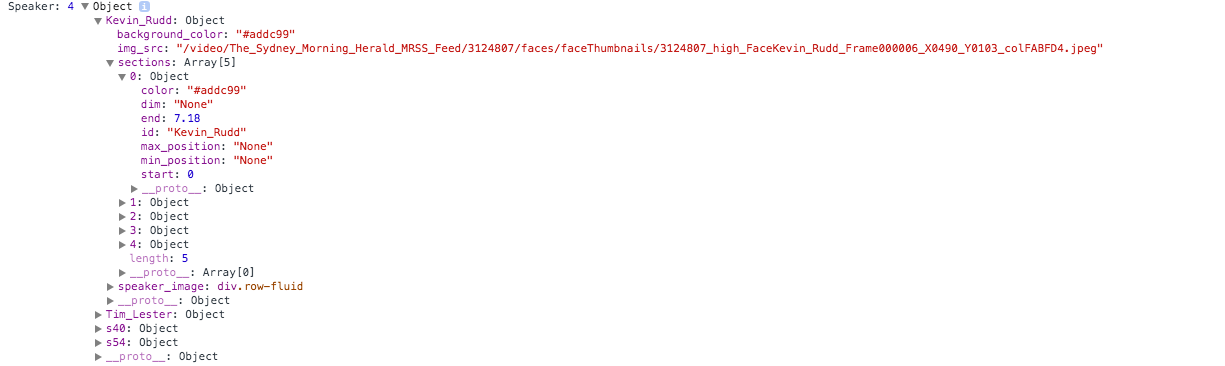 Speaker: 4 ▼Object i
▼Kevin_Rudd: Object
background_color: "#addc99"
img_src: "/video/The_Sydney_Morning_Herald_MRSS_Feed/3124807/faces/faceThumbnails/3124807_high_FaceKevin_Rudd_Frame000006_X0490_Y0103_colFABFD4.jpeg"
▼sections: Array[5]
▼0: Object
color: "#addc99"
dim: "None"
end: 7.18
id: "Kevin_Rudd"
max_position: "None"
min_position: "None"
start: 0
▶__proto__: Object
▶1: Object
▶2: Object
▶3: Object
▶4: Object
length: 5
▶__proto__: Array[0]
▶speaker_image: div.row-fluid
▶__proto__: Object
▶Tim_Lester: Object
▶s40: Object
▶s54: Object
▶__proto__: Object